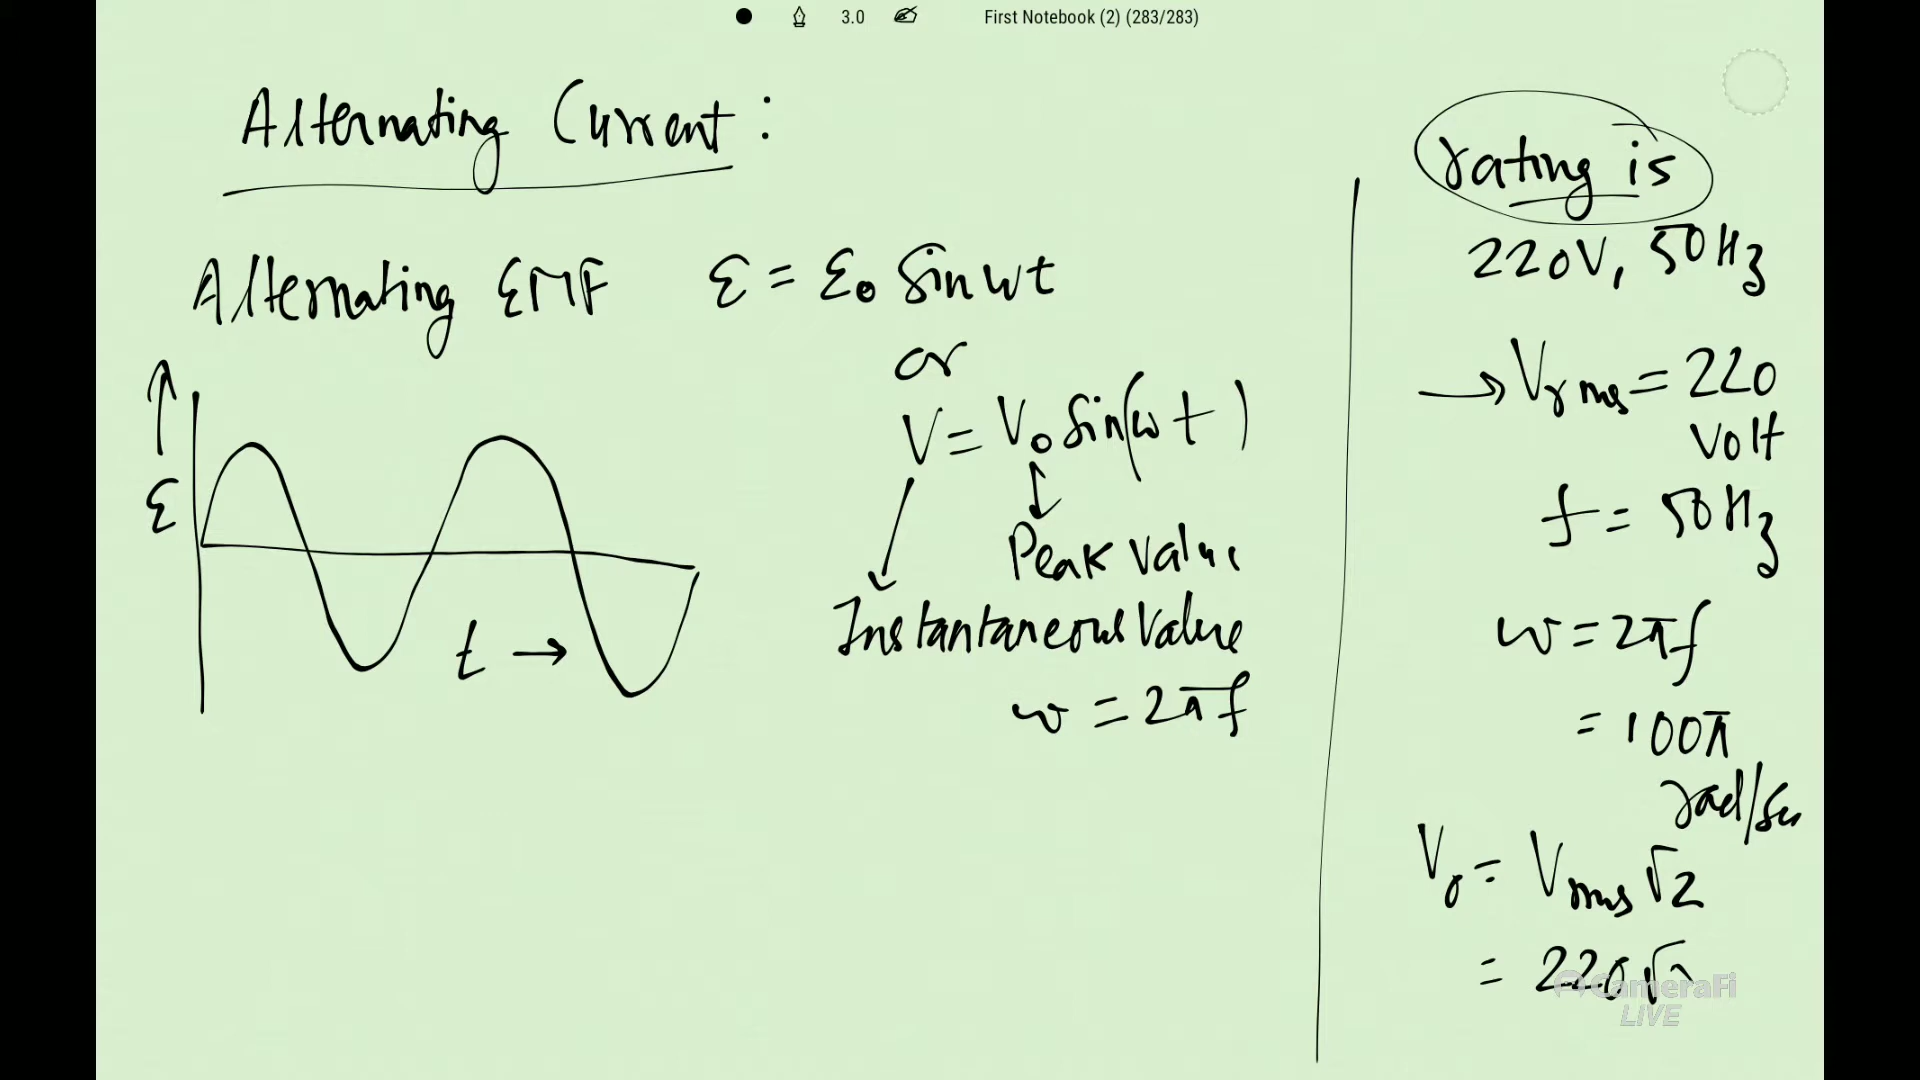 3.0 First Notebook (2) (283/283)
Alternating Current :
Alternating EMF ε = ε₀ sin ωt
or
V = V₀ sin(ωt )
Peak Value
Instantaneous Value
ω = 2πf
ε
t →
rating is
220V, 50Hz
→ Vrms = 220
Volt
f = 50Hz
ω = 2πf
= 100π
rad/sec
V₀ = Vrms √2
= 220√2
CameraFi
LIVE